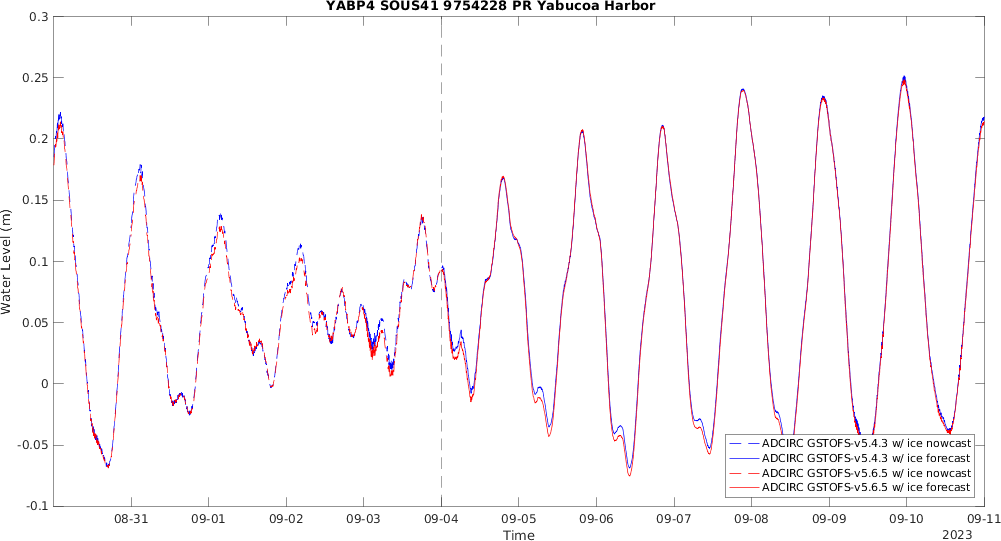 YABP4 SOUS41 9754228 PR Yabucoa Harbor
0.3
0.25
0.2
0.15
0.1
0.05
0
-0.05
-0.1
Water Level (m)
ADCIRC GSTOFS-v5.4.3 w/ ice nowcast
ADCIRC GSTOFS-v5.4.3 w/ ice forecast
ADCIRC GSTOFS-v5.6.5 w/ ice nowcast
ADCIRC GSTOFS-v5.6.5 w/ ice forecast
08-31 09-01 09-02 09-03 09-04 09-05 09-06 09-07 09-08 09-09 09-10 09-11
Time
2023